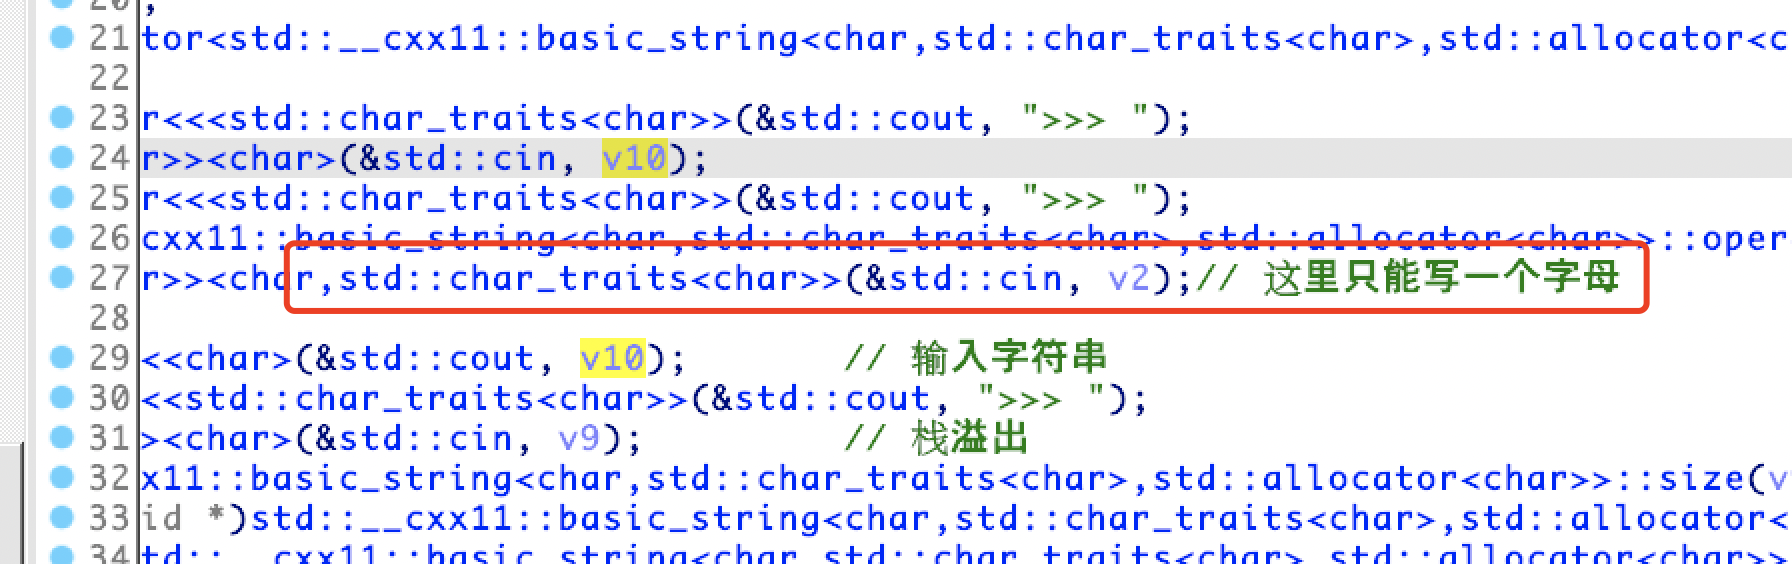 20 ,
21 tor<std::__cxx11::basic_string<char,std::char_traits<char>,std::allocator<c
22
23 r<<<std::char_traits<char>>(&std::cout, ">>> ");
24 r>><char>(&std::cin, v10);
25 r<<<std::char_traits<char>>(&std::cout, ">>> ");
26 cxx11::basic_string<char,std::char_traits<char>,std::allocator<char>>::oper
27 r>><char,std::char_traits<char>>(&std::cin, v2);// 这里只能写一个字母
28
29 <<char>(&std::cout, v10); // 输入字符串
30 <<std::char_traits<char>>(&std::cout, ">>> ");
31 ><char>(&std::cin, v9); // 栈溢出
32 x11::basic_string<char,std::char_traits<char>,std::allocator<char>>::size(v
33 id *)std::__cxx11::basic_string<char,std::char_traits<char>,std::allocator<
34 td::__cxx11::basic_string<char,std::char_traits<char>,std::allocator<char>>